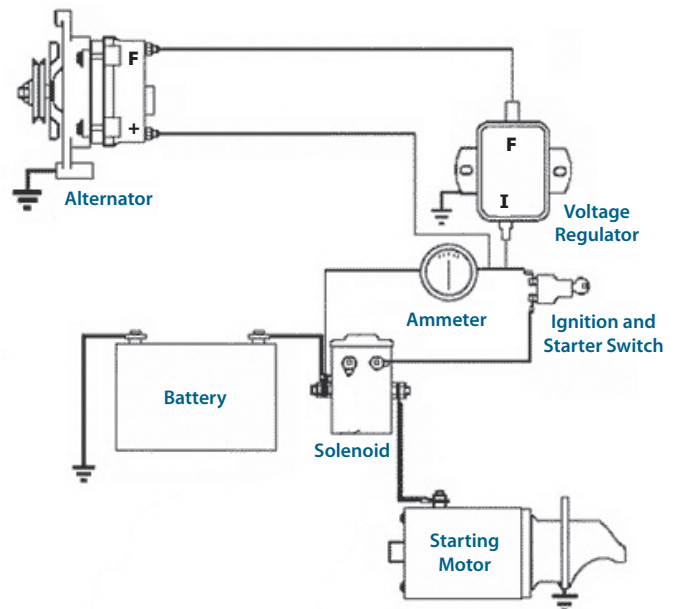 F
+
Alternator
F
I
Voltage
Regulator
Ammeter
Ignition and
Starter Switch
Battery
Solenoid
Starting
Motor